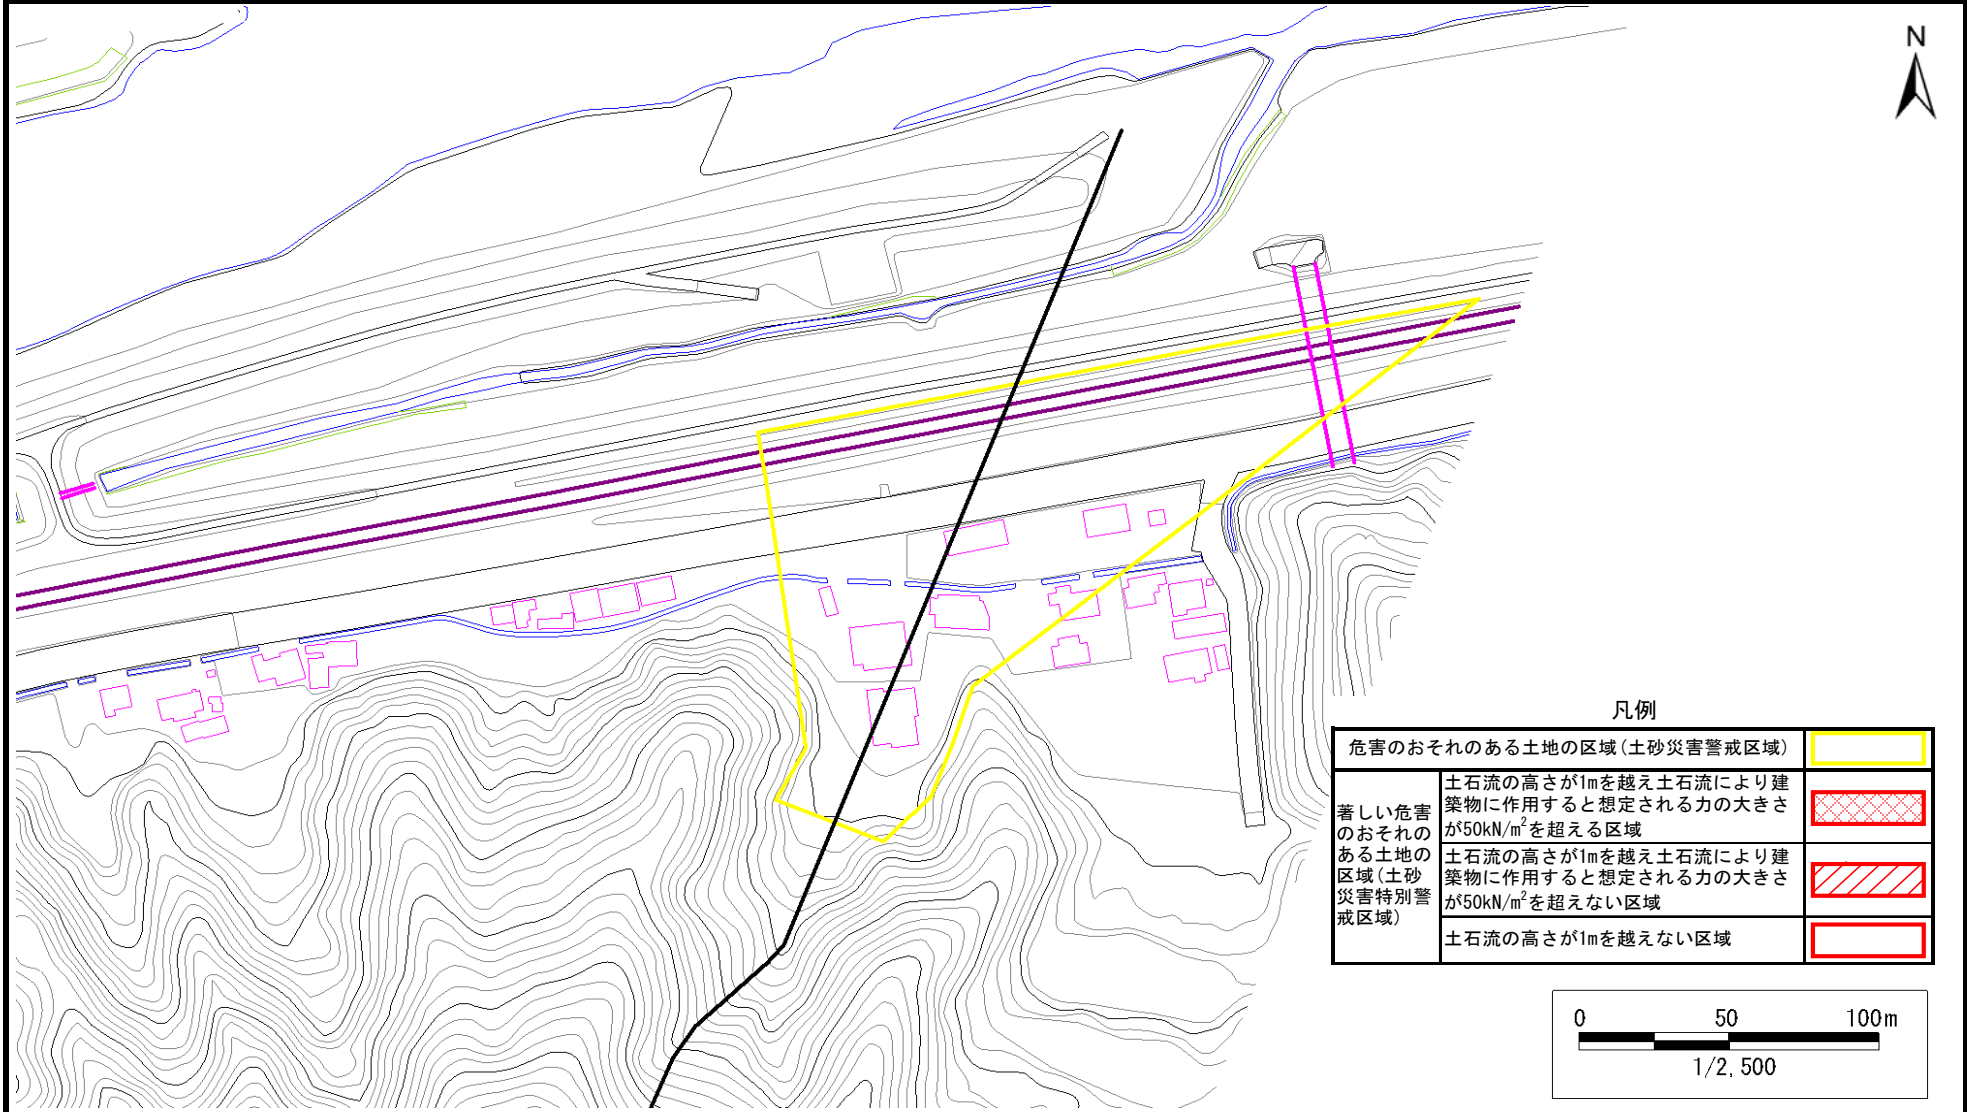 N
凡例
危害のおそれのある土地の区域(土砂災害警戒区域)
著しい危害
のおそれの
ある土地の
区域(土砂
災害特別警
戒区域)
土石流の高さが1mを越え土石流により建
築物に作用すると想定される力の大きさ
が50kN/m²を超える区域
土石流の高さが1mを越え土石流により建
築物に作用すると想定される力の大きさ
が50kN/m²を超えない区域
土石流の高さが1mを越えない区域
0 50 100m
1/2,500